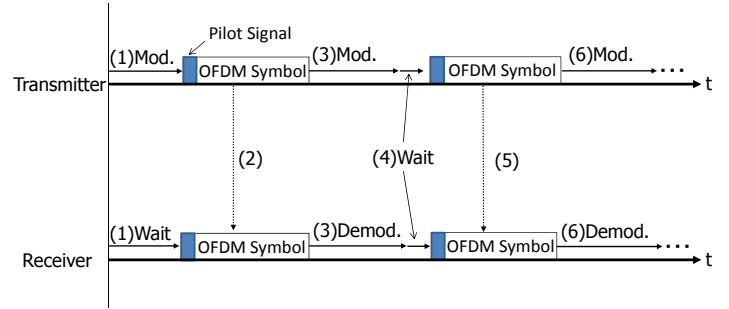 Pilot Signal
(1)Mod.
OFDM Symbol
(3)Mod.
OFDM Symbol
(6)Mod.
...
Transmitter
t
(2)
(4)Wait
(5)
(1)Wait
OFDM Symbol
(3)Demod.
OFDM Symbol
(6)Demod.
...
Receiver
t